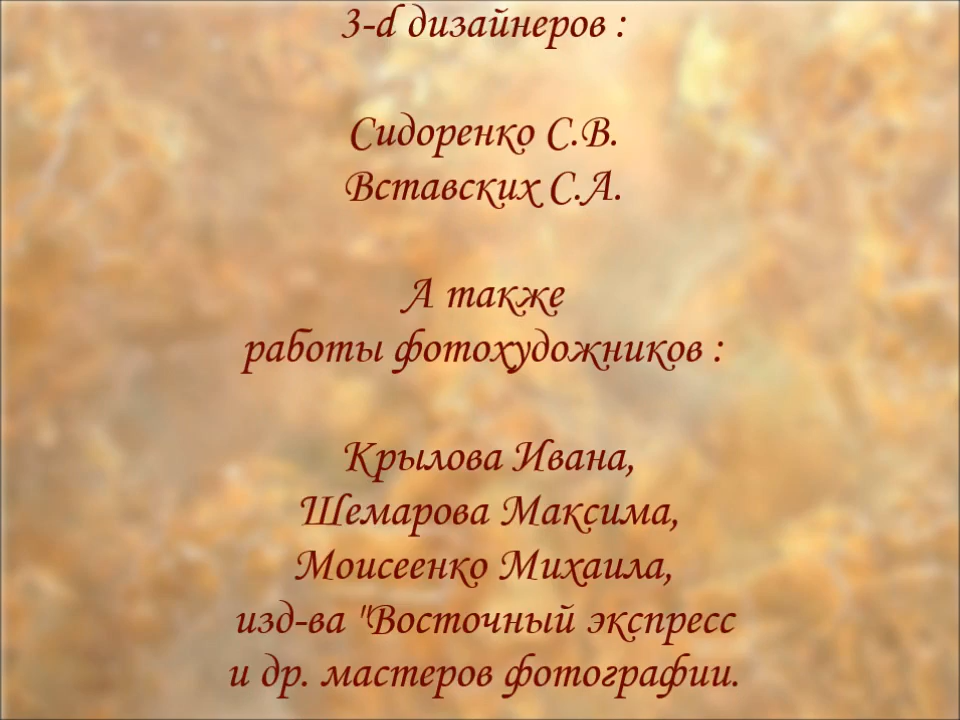 3-d дизайнеров :
Сидоренко С.В.
Вставских С.А.
А также
работы фотохудожников :
Крылова Ивана,
Шемарова Максима,
Моисеенко Михаила,
изд-ва "Восточный экспресс
и др. мастеров фотографии.